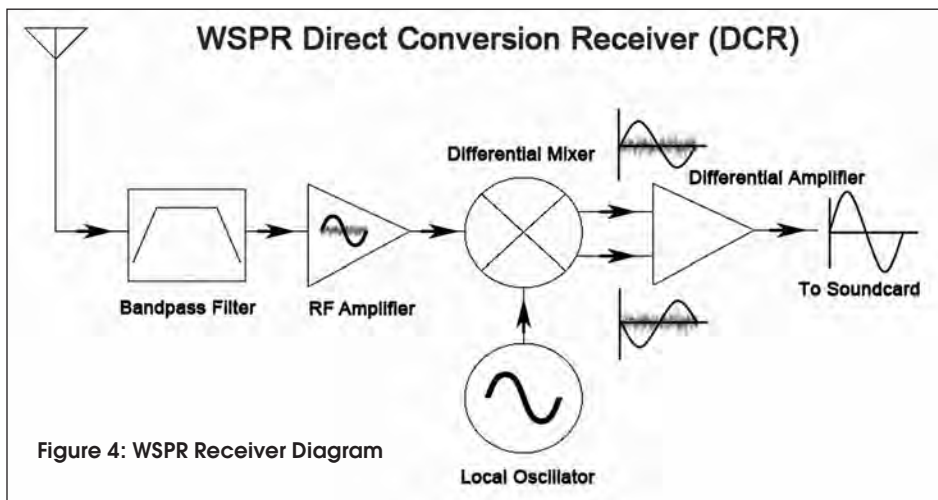 WSPR Direct Conversion Receiver (DCR)
Differential Mixer
Differential Amplifier
Bandpass Filter
RF Amplifier
To Soundcard
Local Oscillator
Figure 4: WSPR Receiver Diagram